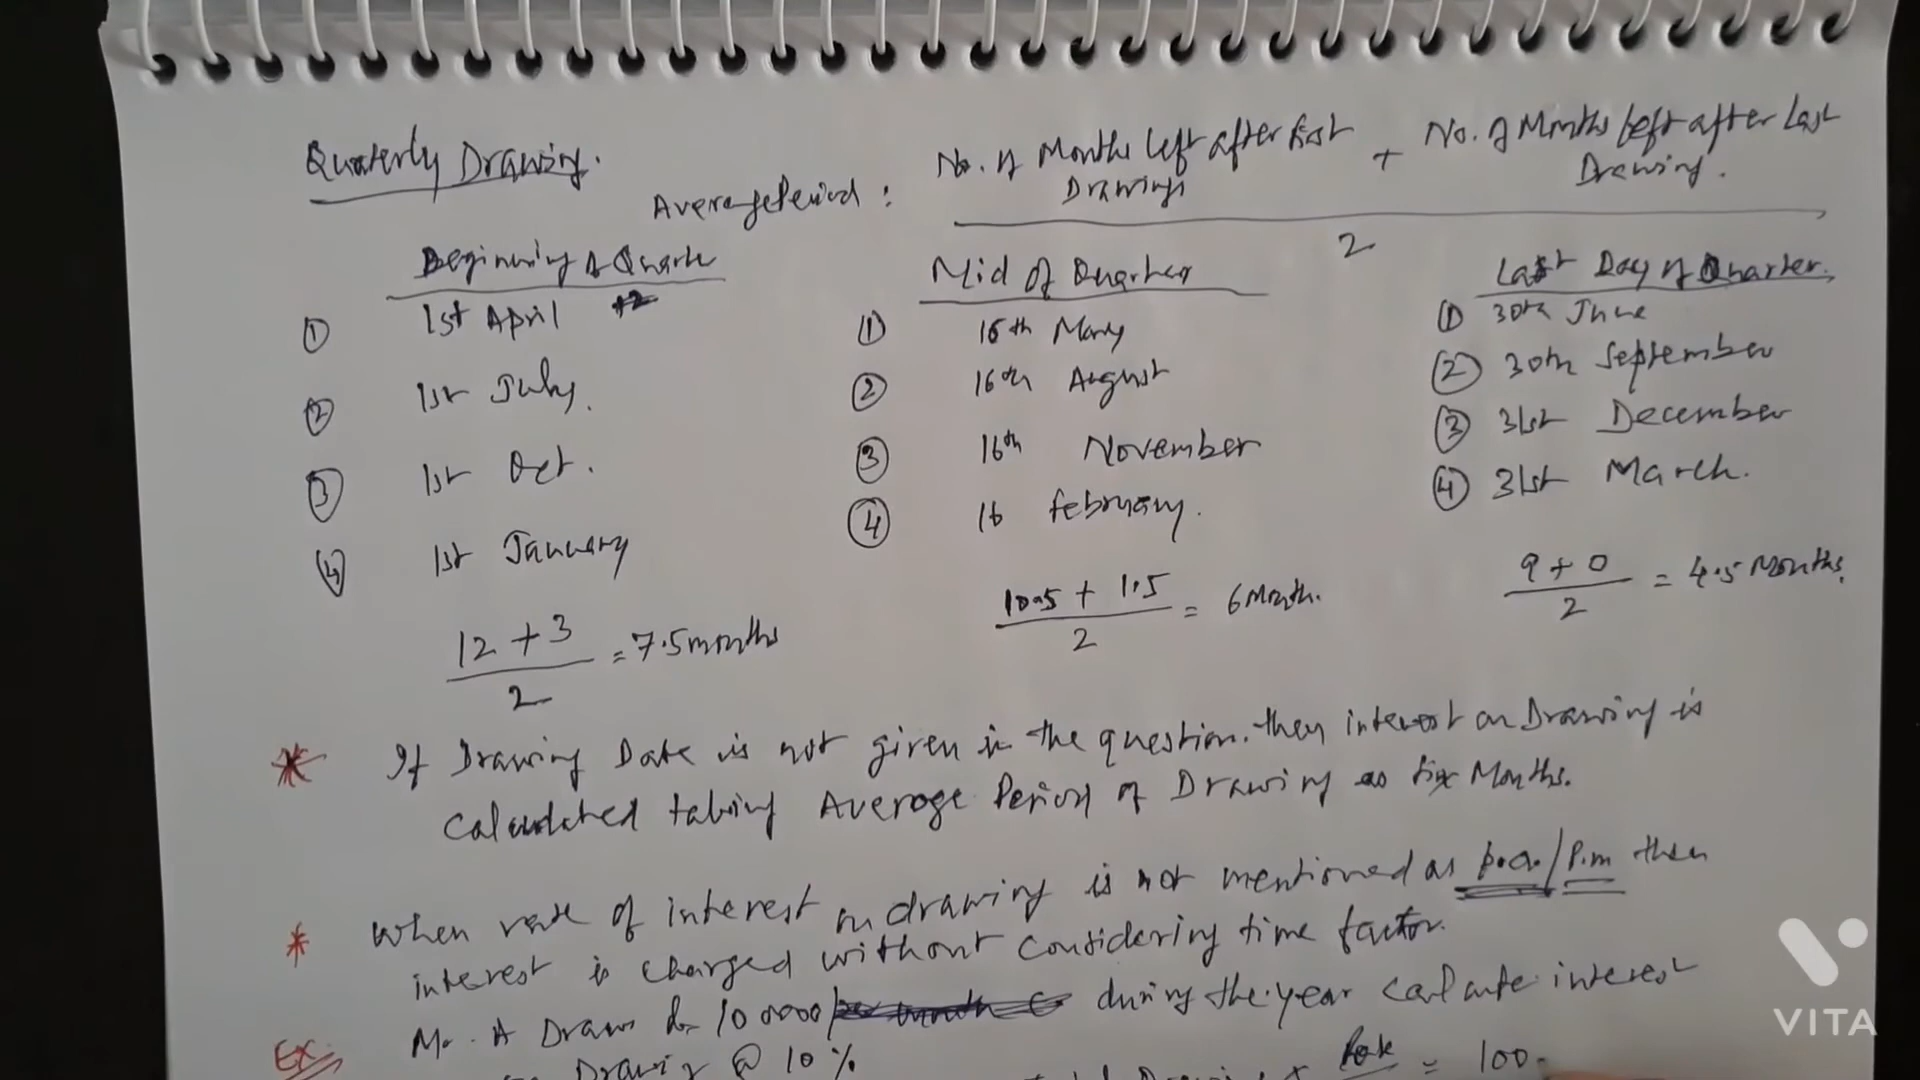 Quaterly Drawing.
Average Period : No. of Months left after first Drawings + No. of Months left after Last Drawing.
2
Beginning of Quarte
① 1st April
② 1st July.
③ 1st Oct.
④ 1st January
12 + 3 / 2 = 7.5 months
Mid of Quarter
① 16th May
② 16th August
③ 16th November
④ 16 february.
10.5 + 1.5 / 2 = 6 Month.
Last Day of Quarter.
① 30th June
② 30th September
③ 31st December
④ 31st March.
9 + 0 / 2 = 4.5 Months.
* If Drawing Date is not given in the question. then interest on Drawing is
calculated taking Average Period of Drawing as six Months.
* When rate of interest on drawing is not mentioned as p.a./P.m then
interest is charged without considering time factor.
Ex. Mr. A Draws 100000/ during the year calculate interest
Drawing @ 10%
Drawing × Rate = 100
VITA